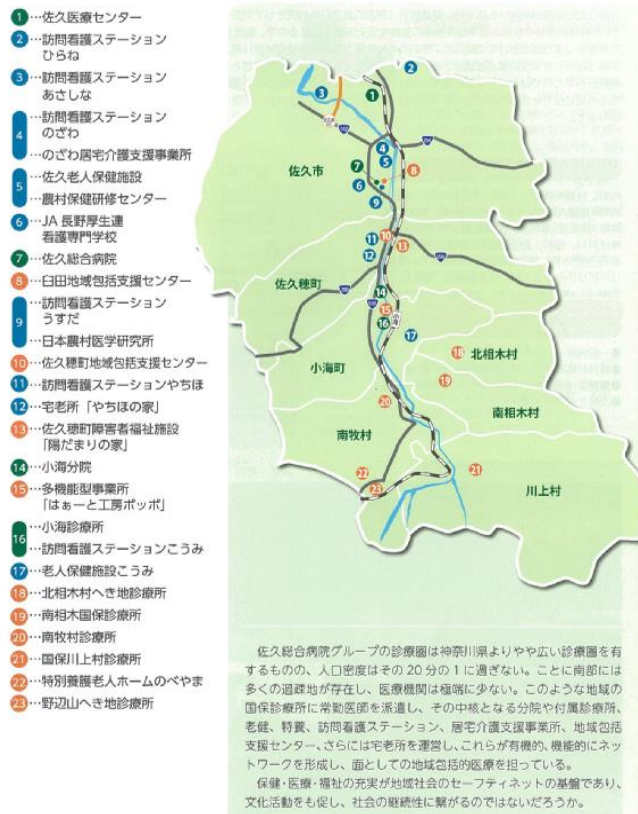 1…佐久医療センター
2…訪問看護ステーション
ひらね
3…訪問看護ステーション
あさしな
4
…訪問看護ステーション
のざわ
…のざわ居宅介護支援事業所
5
…佐久老人保健施設
…農村保健研修センター
6…JA 長野厚生連
看護専門学校
7…佐久総合病院
8…臼田地域包括支援センター
9
…訪問看護ステーション
うすだ
…日本農村医学研究所
10…佐久穂町地域包括支援センター
11…訪問看護ステーションやちほ
12…宅老所「やちほの家」
13…佐久穂町障害者福祉施設
「陽だまりの家」
14…小海分院
15…多機能型事業所
「はぁーと工房ポッポ」
16
…小海診療所
…訪問看護ステーションこうみ
17…老人保健施設こうみ
18…北相木村へき地診療所
19…南相木国保診療所
20…南牧村診療所
21…国保川上村診療所
22…特別養護老人ホームのべやま
23…野辺山へき地診療所
2
3
1
4
5
佐久市
7
8
6
9
11
10
13
12
佐久穂町
14
15
16
17
小海町
18
北相木村
19
20
南相木村
南牧村
22
23
21
川上村
佐久総合病院グループの診療圏は神奈川県よりやや広い診療圏を有
するものの、人口密度はその20分の1に過ぎない。ことに南部には
多くの過疎地が存在し、医療機関は極端に少ない。このような地域の
国保診療所に常勤医師を派遣し、その中核となる分院や付属診療所、
老健、特養、訪問看護ステーション、居宅介護支援事業所、地域包括
支援センター、さらには宅老所を運営し、これらが有機的、機能的にネッ
トワークを形成し、面としての地域包括的医療を担っている。
保健・医療・福祉の充実が地域社会のセーフティネットの基盤であり、
文化活動をも促し、社会の継続性に繋がるのではないだろうか。